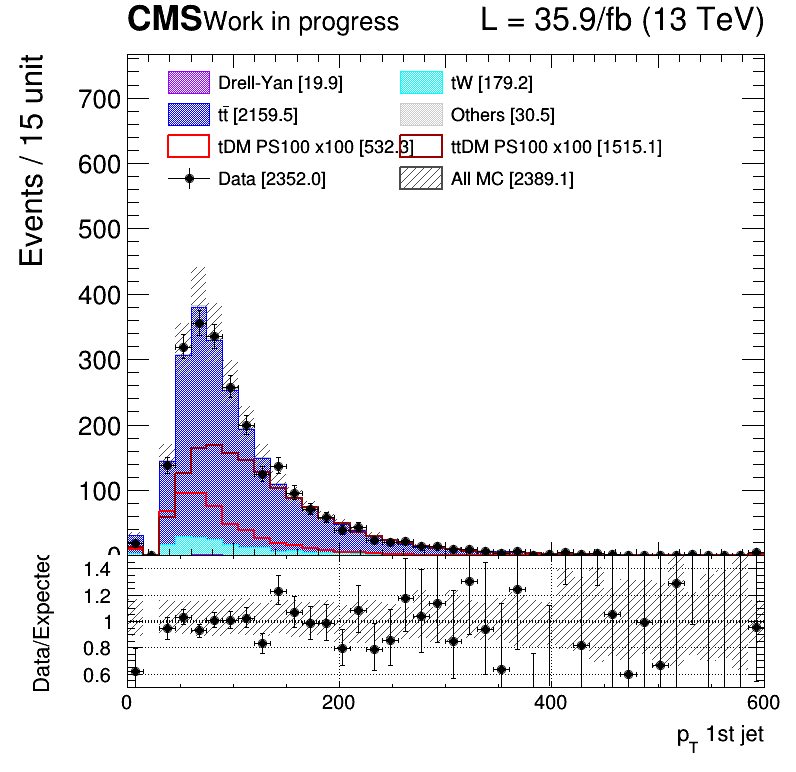 CMS Work in progress L = 35.9/fb (13 TeV)
Events / 15 unit
Drell-Yan [19.9] tW [179.2]
tt̄ [2159.5] Others [30.5]
tDM PS100 x100 [532.3] ttDM PS100 x100 [1515.1]
Data [2352.0] All MC [2389.1]
700
600
500
400
300
200
100
0
Data/Expected
1.4
1.2
1
0.8
0.6
0 200 400 600
p_T 1st jet